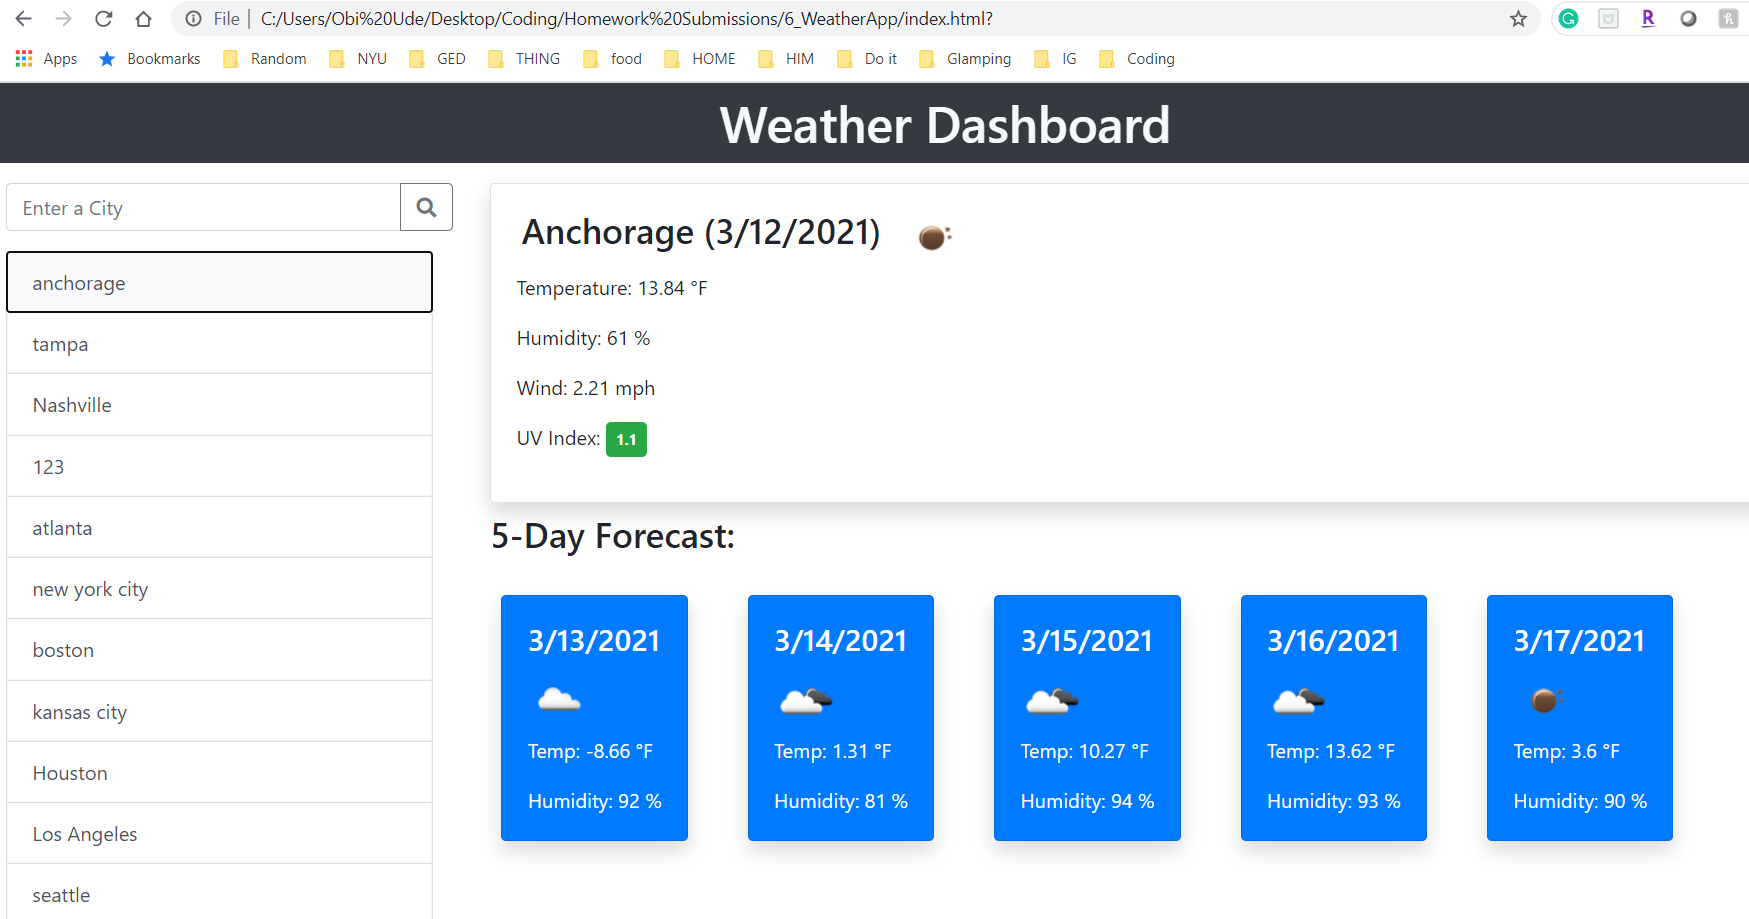 File | C:/Users/Obi%20Ude/Desktop/Coding/Homework%20Submissions/6_WeatherApp/index.html?
Apps Bookmarks Random NYU GED THING food HOME HIM Do it Glamping IG Coding
Weather Dashboard
Enter a City
anchorage
tampa
Nashville
123
atlanta
new york city
boston
kansas city
Houston
Los Angeles
seattle
Anchorage (3/12/2021)
Temperature: 13.84 °F
Humidity: 61 %
Wind: 2.21 mph
UV Index: 1.1
5-Day Forecast:
3/13/2021
Temp: -8.66 °F
Humidity: 92 %
3/14/2021
Temp: 1.31 °F
Humidity: 81 %
3/15/2021
Temp: 10.27 °F
Humidity: 94 %
3/16/2021
Temp: 13.62 °F
Humidity: 93 %
3/17/2021
Temp: 3.6 °F
Humidity: 90 %